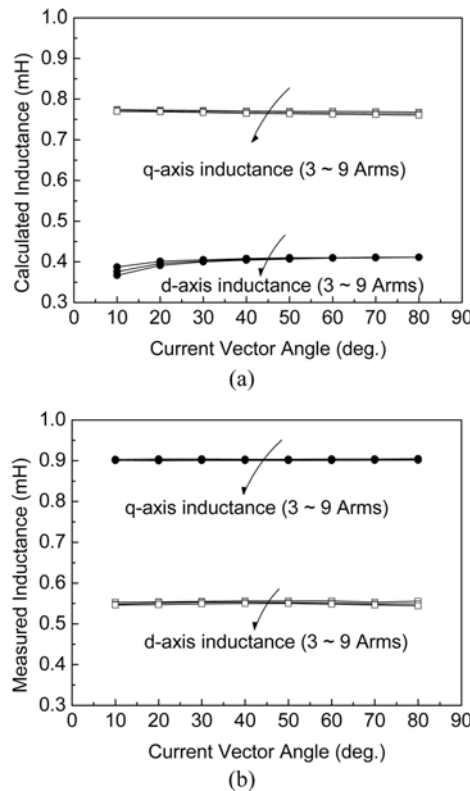 1.0
0.9
0.8
0.7
0.6
0.5
0.4
0.3
Calculated Inductance (mH)
q-axis inductance (3 ~ 9 Arms)
d-axis inductance (3 ~ 9 Arms)
0 10 20 30 40 50 60 70 80 90
Current Vector Angle (deg.)
(a)
1.0
0.9
0.8
0.7
0.6
0.5
0.4
0.3
Measured Inductance (mH)
q-axis inductance (3 ~ 9 Arms)
d-axis inductance (3 ~ 9 Arms)
0 10 20 30 40 50 60 70 80 90
Current Vector Angle (deg.)
(b)